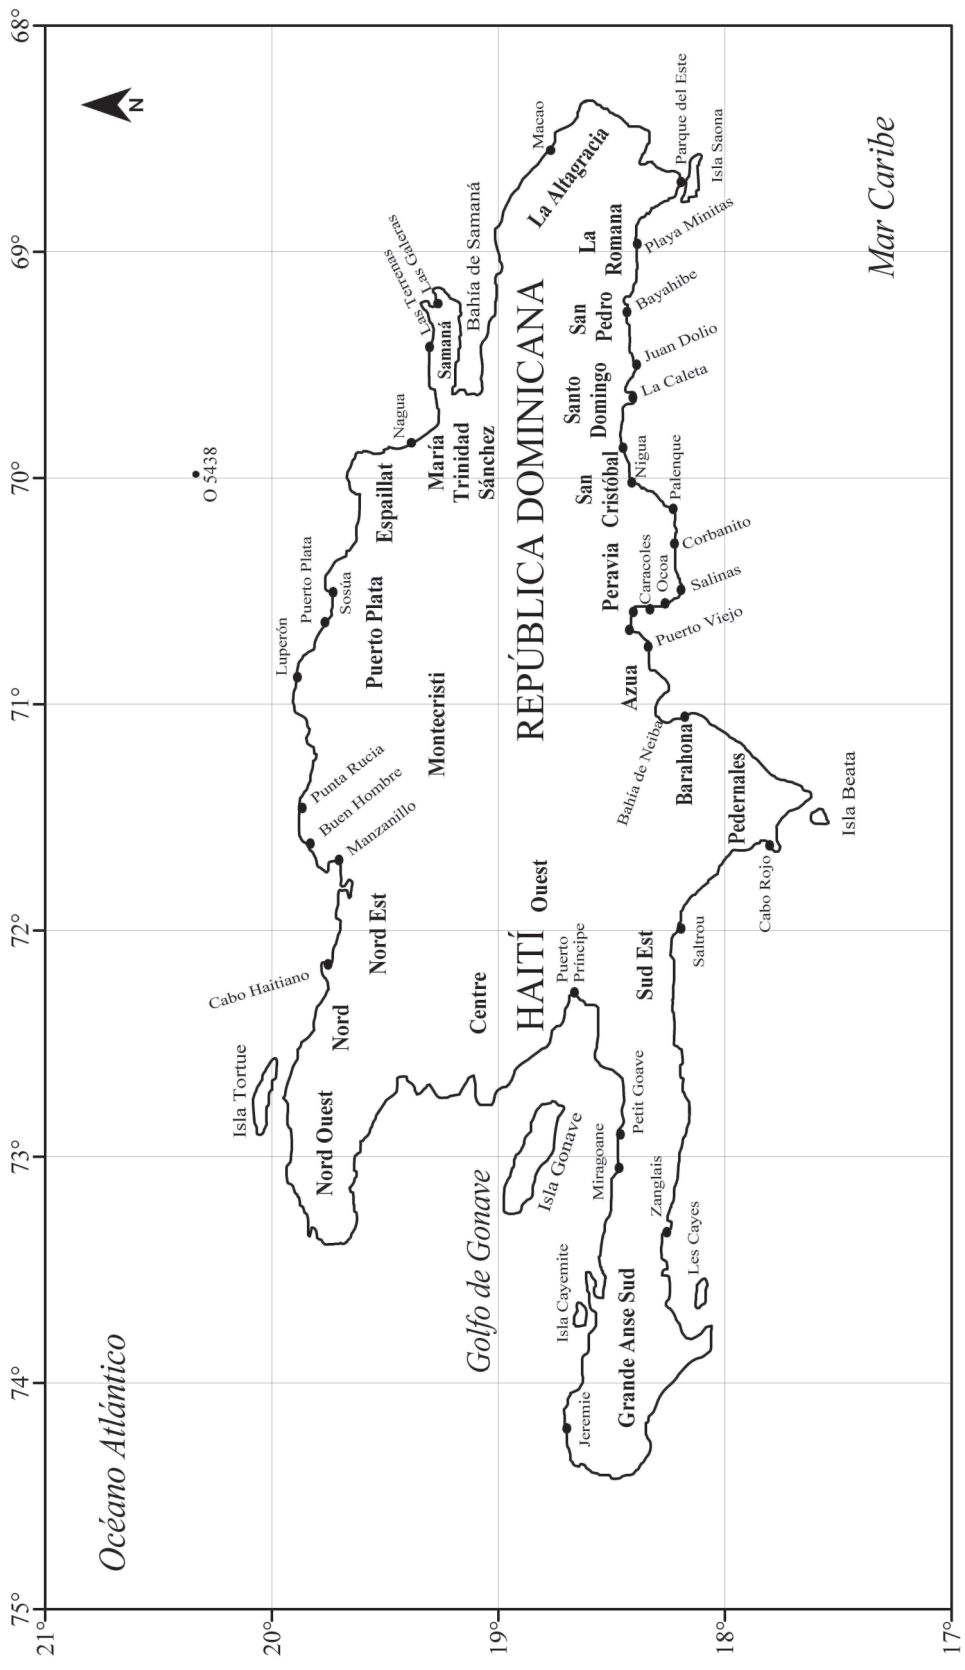 75°
74°
73°
72°
71°
70°
69°
68°
21°
20°
19°
18°
17°
Océano Atlántico
N
O 5438
Isla Tortue
Cabo Haitiano
Manzanillo
Buen Hombre
Punta Rucia
Luperón
Puerto Plata
Sosúa
Nagua
Las Terrenas
Las Galeras
Samaná
Bahía de Samaná
Macao
Nord Ouest
Nord
Nord Est
Montecristi
Puerto Plata
Espaillat
María
Trinidad
Sánchez
La Altagracia
Golfo de Gonave
Centre
HAITÍ
Ouest
REPÚBLICA DOMINICANA
Isla Gonave
Puerto
Príncipe
Isla Cayemite
Jeremie
Grande Anse Sud
Miragoane
Petit Goave
Sud Est
Zanglais
Les Cayes
Saltrou
Cabo Rojo
Pedernales
Barahona
Bahía de Neiba
Azua
Puerto Viejo
Peravia
Caracoles
Ocoa
Salinas
Corbanito
Palenque
San
Cristóbal
Nigua
Santo
Domingo
La Caleta
Juan Dolio
San
Pedro
Bayahibe
La
Romana
Playa Minitas
Parque del Este
Isla Saona
Isla Beata
Mar Caribe